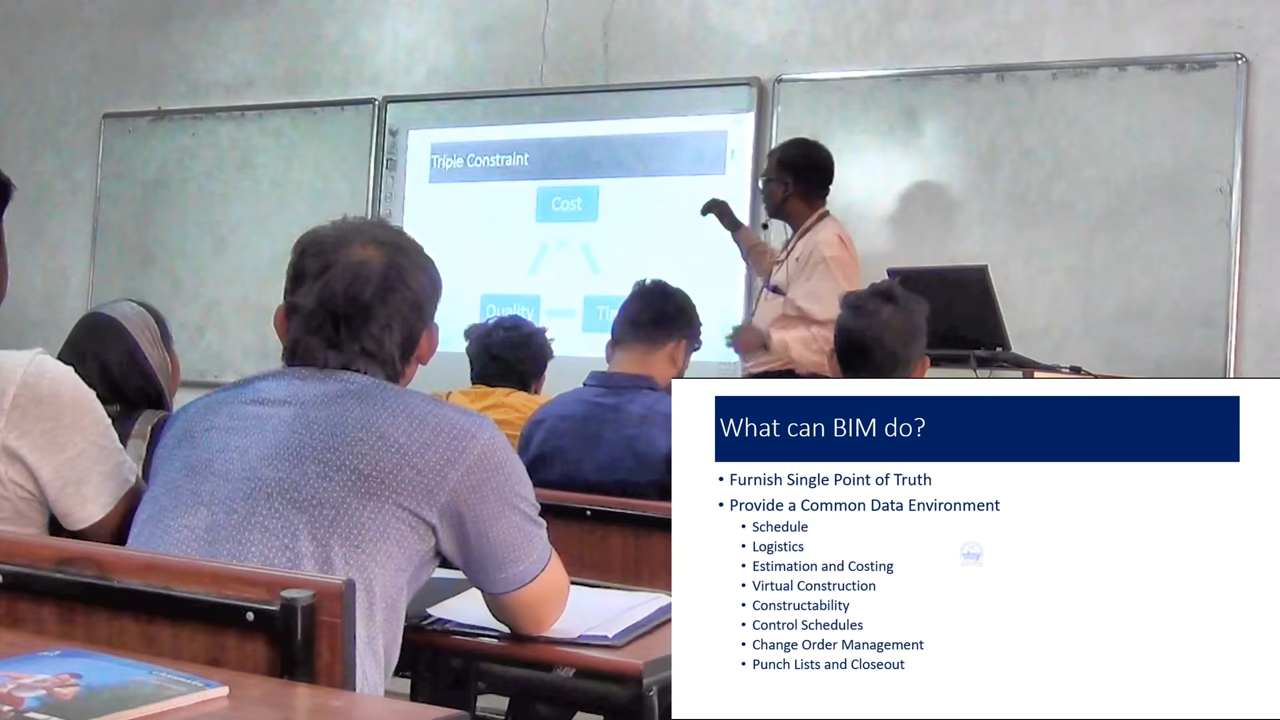 Triple Constraint
Cost
Quality
What can BIM do?
• Furnish Single Point of Truth
• Provide a Common Data Environment
• Schedule
• Logistics
• Estimation and Costing
• Virtual Construction
• Constructability
• Control Schedules
• Change Order Management
• Punch Lists and Closeout